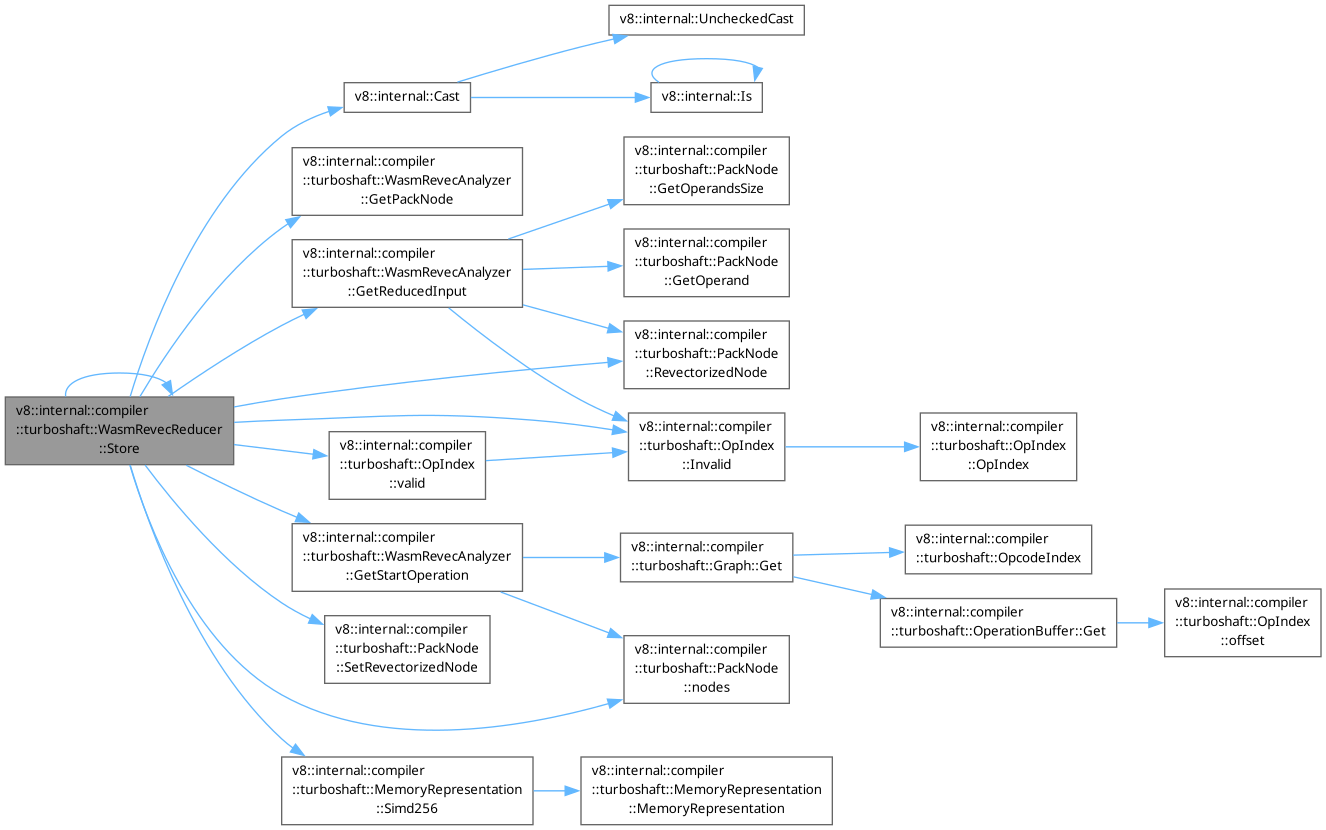 v8::internal::UncheckedCast
v8::internal::Cast
v8::internal::Is
v8::internal::compiler
::turboshaft::WasmRevecAnalyzer
::GetPackNode
v8::internal::compiler
::turboshaft::PackNode
::GetOperandsSize
v8::internal::compiler
::turboshaft::WasmRevecAnalyzer
::GetReducedInput
v8::internal::compiler
::turboshaft::PackNode
::GetOperand
v8::internal::compiler
::turboshaft::PackNode
::RevectorizedNode
v8::internal::compiler
::turboshaft::WasmRevecReducer
::Store
v8::internal::compiler
::turboshaft::OpIndex
::valid
v8::internal::compiler
::turboshaft::OpIndex
::Invalid
v8::internal::compiler
::turboshaft::OpIndex
::OpIndex
v8::internal::compiler
::turboshaft::WasmRevecAnalyzer
::GetStartOperation
v8::internal::compiler
::turboshaft::Graph::Get
v8::internal::compiler
::turboshaft::OpcodeIndex
v8::internal::compiler
::turboshaft::OperationBuffer::Get
v8::internal::compiler
::turboshaft::OpIndex
::offset
v8::internal::compiler
::turboshaft::PackNode
::SetRevectorizedNode
v8::internal::compiler
::turboshaft::PackNode
::nodes
v8::internal::compiler
::turboshaft::MemoryRepresentation
::Simd256
v8::internal::compiler
::turboshaft::MemoryRepresentation
::MemoryRepresentation